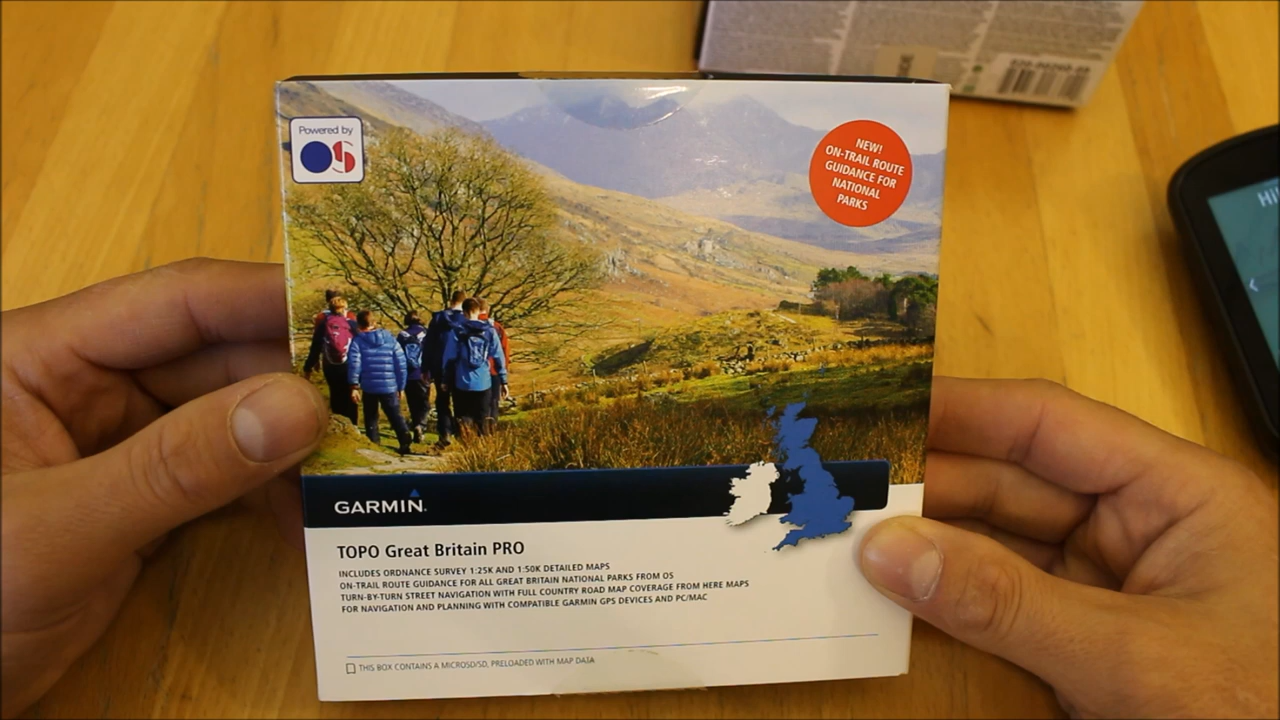 Powered by
OS
NEW!
ON-TRAIL ROUTE
GUIDANCE FOR
NATIONAL
PARKS
GARMIN
TOPO Great Britain PRO
INCLUDES ORDNANCE SURVEY 1:25K AND 1:50K DETAILED MAPS
ON-TRAIL ROUTE GUIDANCE FOR ALL GREAT BRITAIN NATIONAL PARKS FROM OS
TURN-BY-TURN STREET NAVIGATION WITH FULL COUNTRY ROAD MAP COVERAGE FROM HERE MAPS
FOR NAVIGATION AND PLANNING WITH COMPATIBLE GARMIN GPS DEVICES AND PC/MAC
THIS BOX CONTAINS A MICROSD/SD, PRELOADED WITH MAP DATA